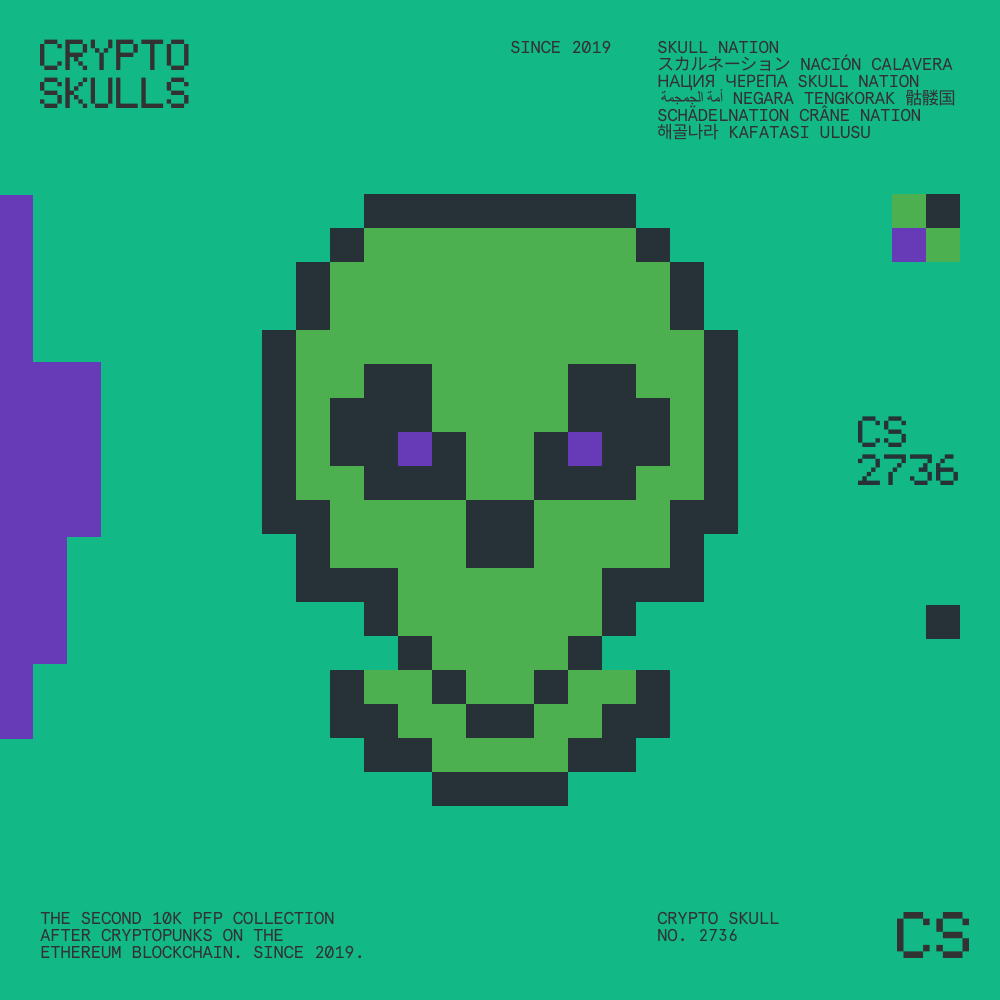 CRYPTO
SKULLS
SINCE 2019
SKULL NATION
スカルネーション NACIÓN CALAVERA
НАЦИЯ ЧЕРЕПА SKULL NATION
أمة الجمجمة NEGARA TENGKORAK 骷髅国
SCHÄDELNATION CRÂNE NATION
해골나라 KAFATASI ULUSU
CS
2736
THE SECOND 10K PFP COLLECTION
AFTER CRYPTOPUNKS ON THE
ETHEREUM BLOCKCHAIN. SINCE 2019.
CRYPTO SKULL
NO. 2736
CS